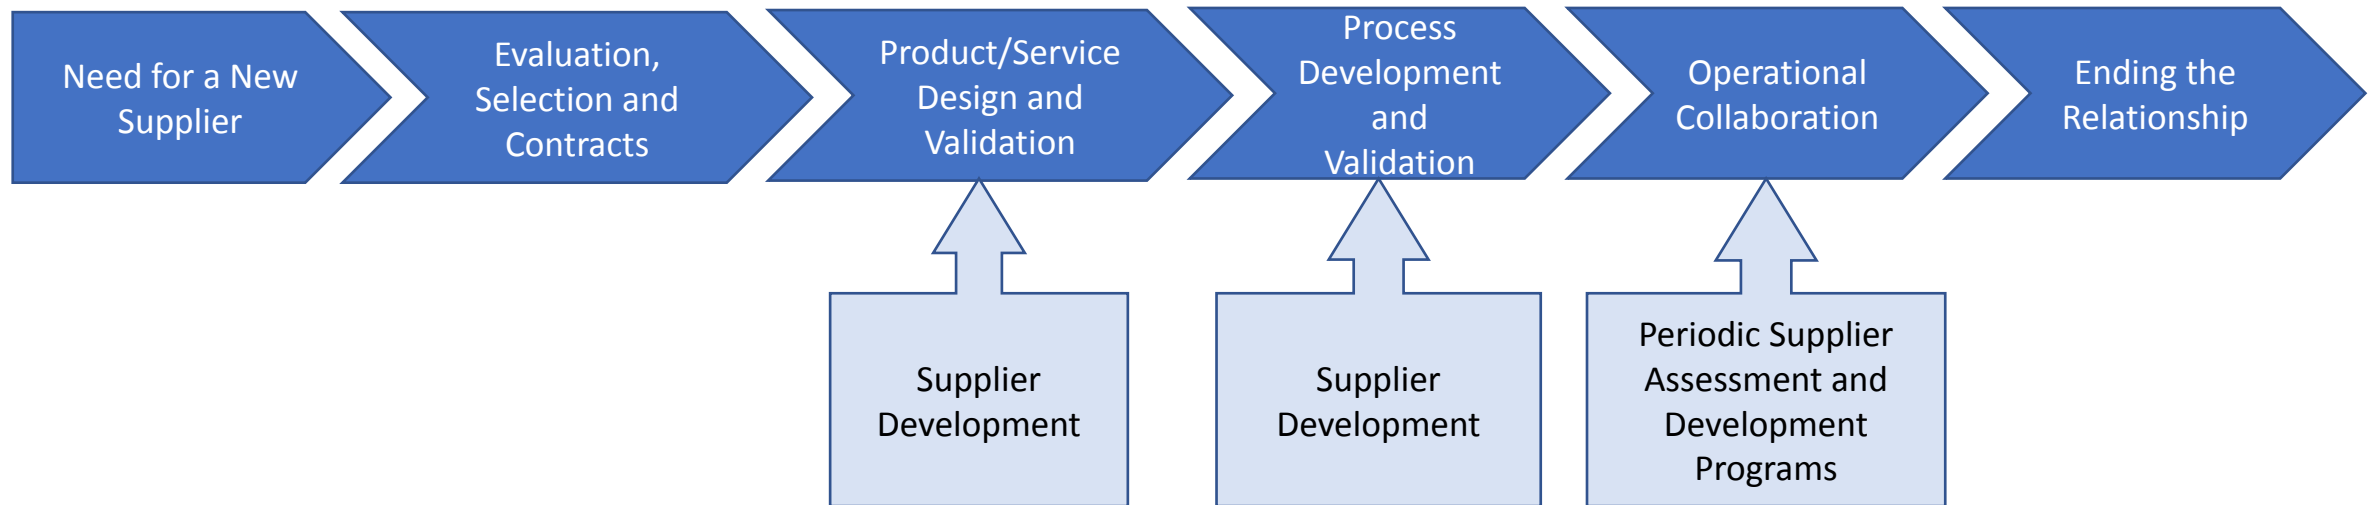 Need for a New
Supplier
Evaluation,
Selection and
Contracts
Product/Service
Design and
Validation
Process
Development
and
Validation
Operational
Collaboration
Ending the
Relationship
Supplier
Development
Supplier
Development
Periodic Supplier
Assessment and
Development
Programs